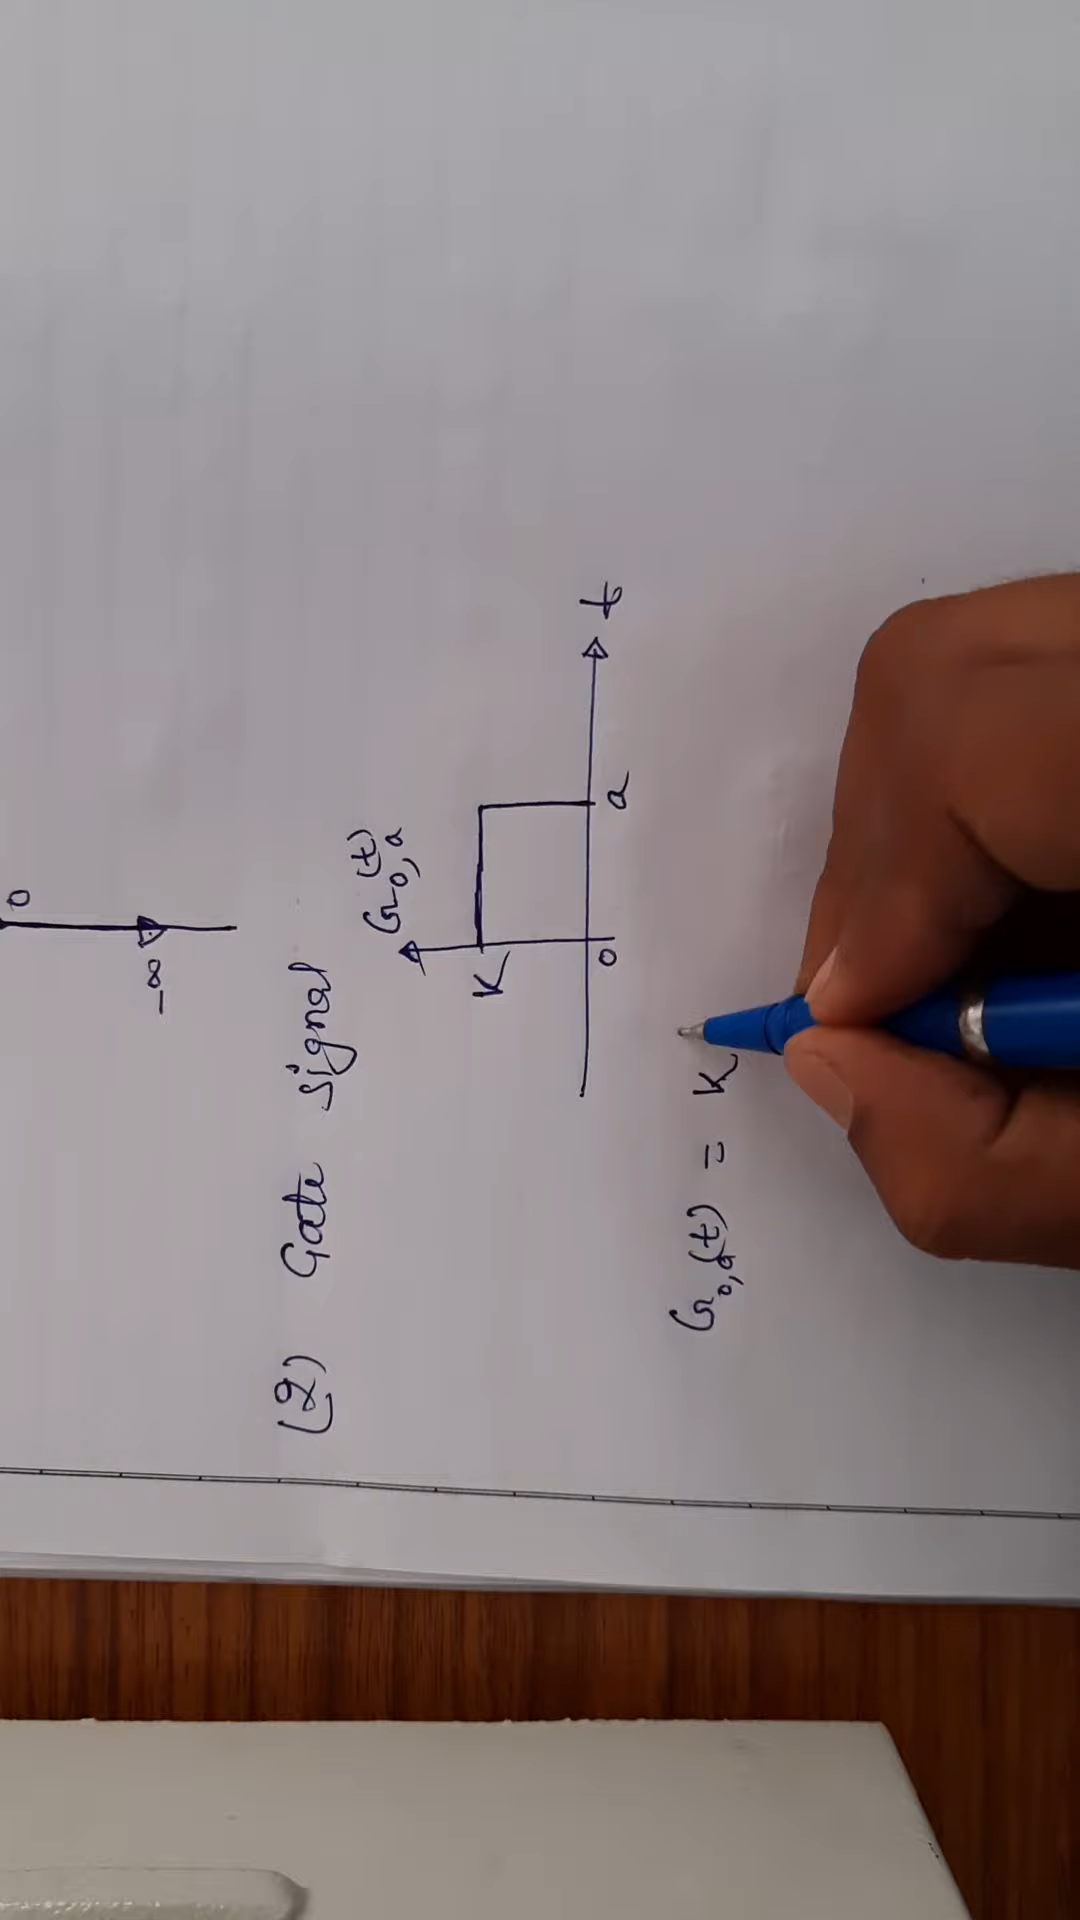 0
-∞
(2) Gate Signal
G₀,ₐ(t)
K
0 a t
G₀,ₐ(t) = K